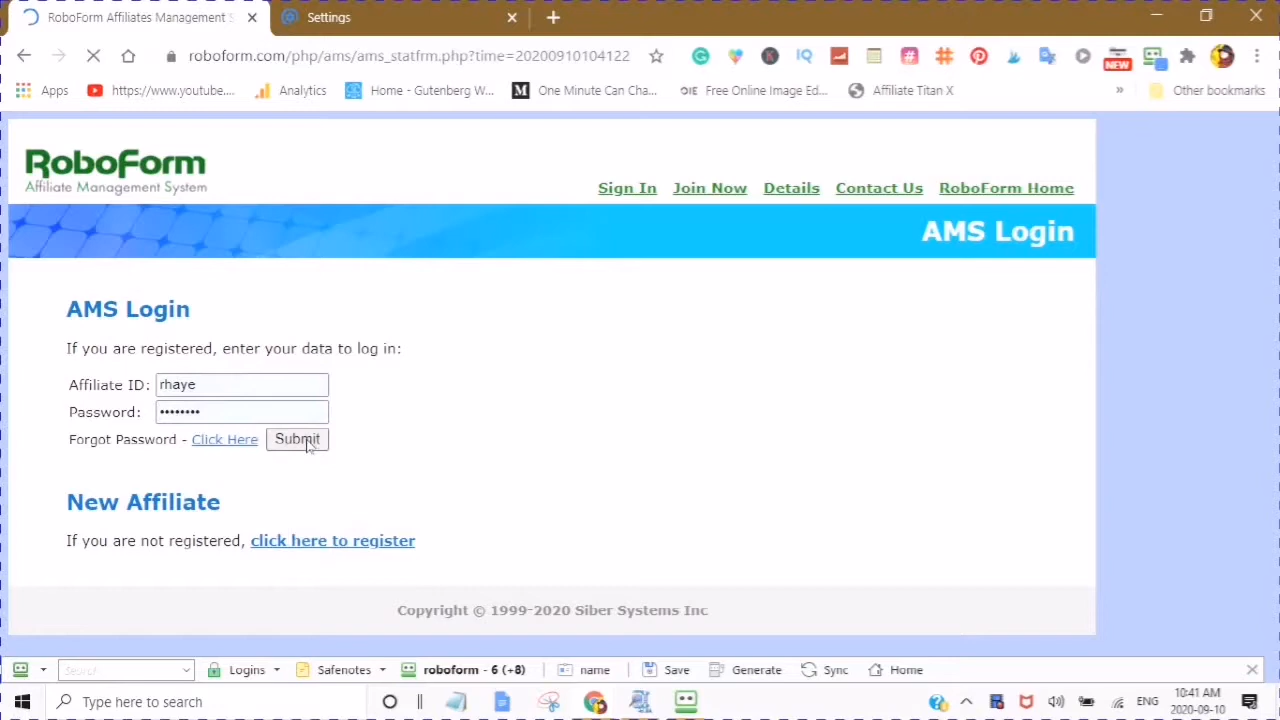 RoboForm Affiliates Management S
Settings
roboform.com/php/ams/ams_statfrm.php?time=20200910104122
NEW
Apps
https://www.youtube....
Analytics
Home - Gutenberg W...
One Minute Can Cha...
Free Online Image Ed...
Affiliate Titan X
»
Other bookmarks
RoboForm
Affiliate Management System
Sign In
Join Now
Details
Contact Us
RoboForm Home
AMS Login
AMS Login
If you are registered, enter your data to log in:
Affiliate ID: rhaye
Password: ••••••••
Forgot Password - Click Here Submit
New Affiliate
If you are not registered, click here to register
Copyright © 1999-2020 Siber Systems Inc
Search
Logins
Safenotes
roboform - 6 (+8)
name
Save
Generate
Sync
Home
Type here to search
ENG
10:41 AM
2020-09-10